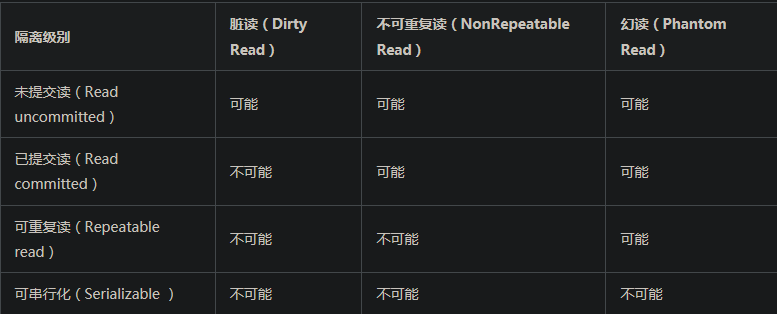 隔离级别
脏读（Dirty
Read）
不可重复读（NonRepeatable
Read）
幻读（Phantom
Read）
未提交读（Read
uncommitted）
可能
可能
可能
已提交读（Read
committed）
不可能
可能
可能
可重复读（Repeatable
read）
不可能
不可能
可能
可串行化（Serializable ）
不可能
不可能
不可能